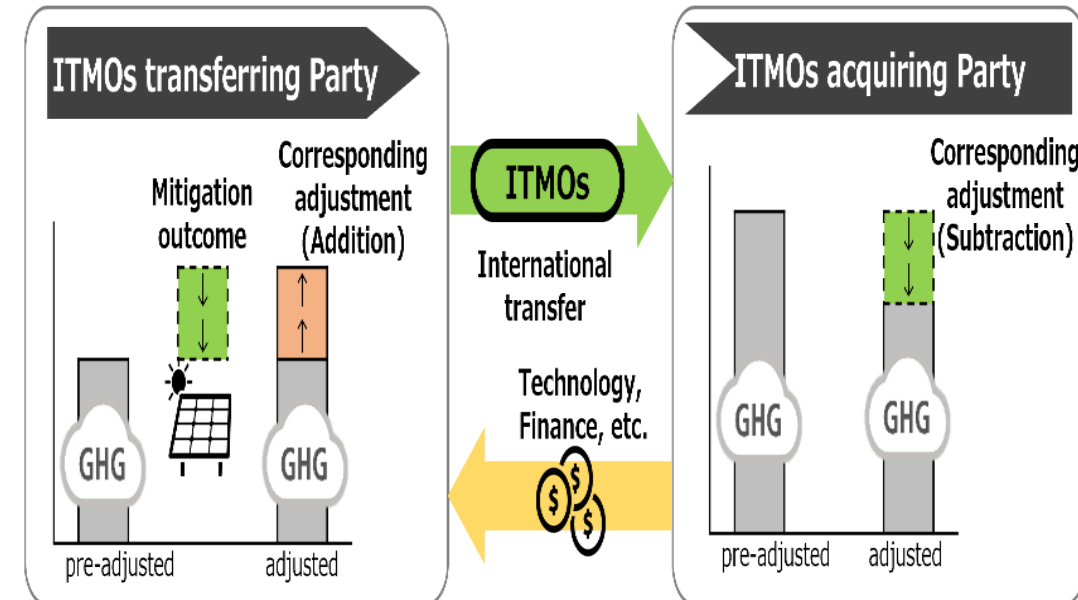 ITMOs transferring Party
Mitigation
outcome
Corresponding
adjustment
(Addition)
GHG
GHG
pre-adjusted
adjusted
ITMOs
International
transfer
Technology,
Finance, etc.
$
$
$
ITMOs acquiring Party
Corresponding
adjustment
(Subtraction)
GHG
GHG
pre-adjusted
adjusted